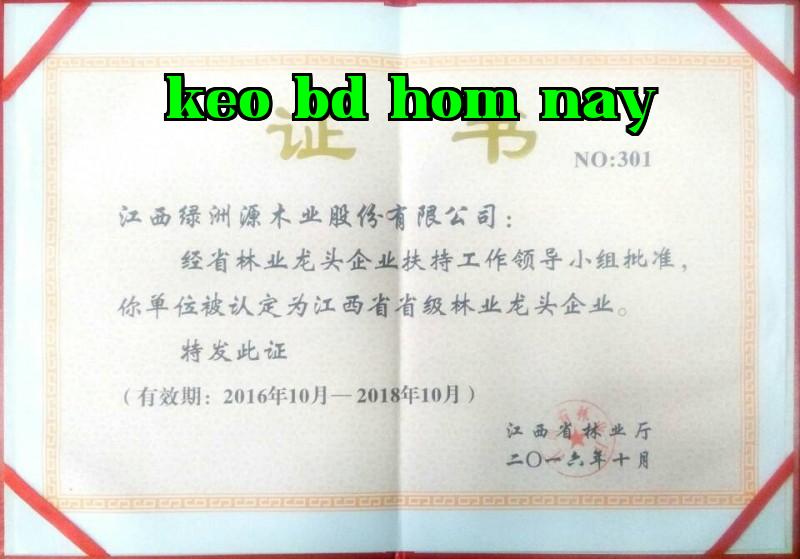 keo bd hom nay
证 书
NO:301
江西绿洲源木业股份有限公司：
经省林业龙头企业扶持工作领导小组批准，
你单位被认定为江西省省级林业龙头企业。
特发此证
（有效期：2016年10月—2018年10月）
江西省林业厅
二〇一六年十月